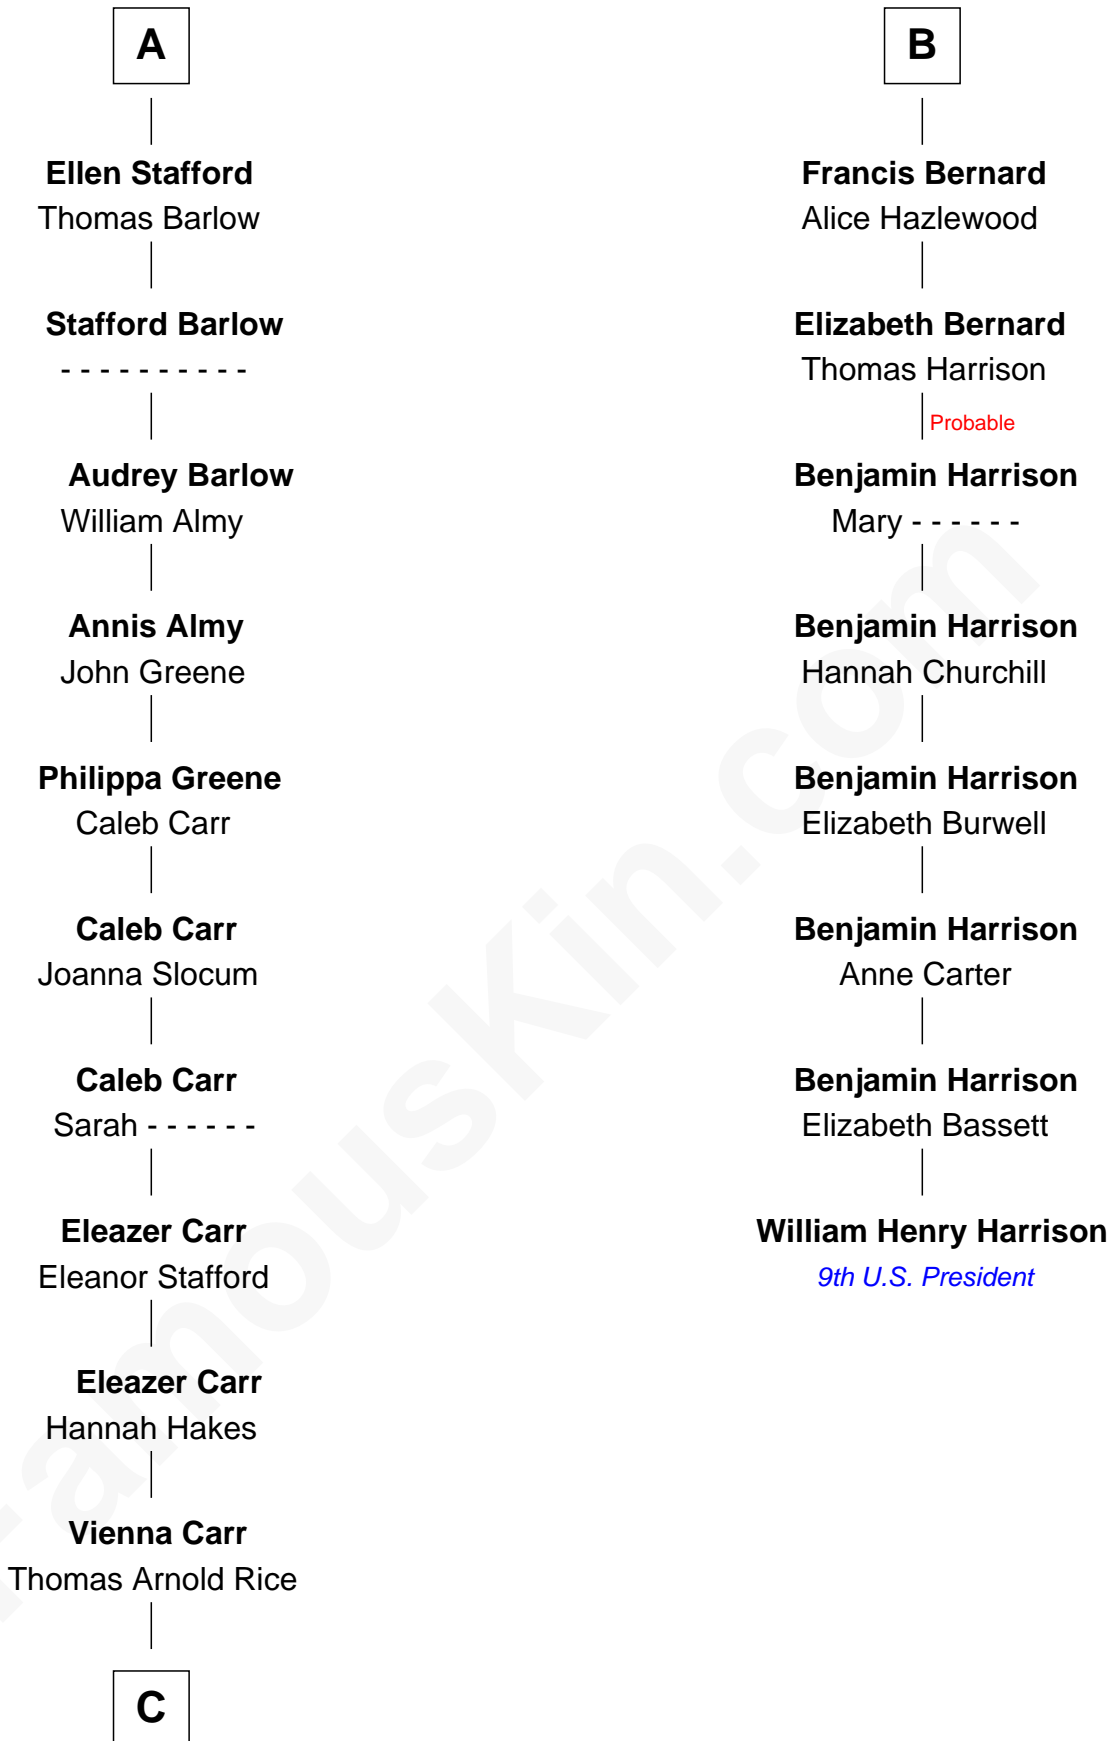 A
Ellen Stafford
Thomas Barlow
Stafford Barlow
- - - - - - - - - -
Audrey Barlow
William Almy
Annis Almy
John Greene
Philippa Greene
Caleb Carr
Caleb Carr
Joanna Slocum
Caleb Carr
Sarah - - - - - -
Eleazer Carr
Eleanor Stafford
Eleazer Carr
Hannah Hakes
Vienna Carr
Thomas Arnold Rice
C
B
Francis Bernard
Alice Hazlewood
Elizabeth Bernard
Thomas Harrison
Probable
Benjamin Harrison
Mary - - - - - -
Benjamin Harrison
Hannah Churchill
Benjamin Harrison
Elizabeth Burwell
Benjamin Harrison
Anne Carter
Benjamin Harrison
Elizabeth Bassett
William Henry Harrison
9th U.S. President
FamousKin.com